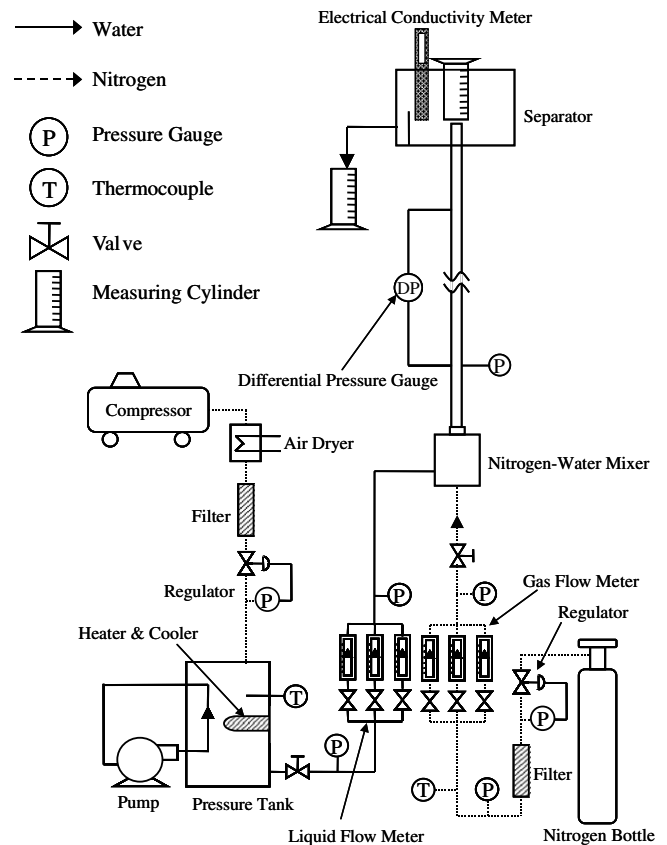 Electrical Conductivity Meter
Water
Nitrogen
P
Pressure Gauge
Separator
T
Thermocouple
Valve
Measuring Cylinder
DP
P
Differential Pressure Gauge
Compressor
Air Dryer
Nitrogen-Water Mixer
Filter
Regulator
P
P
P
Gas Flow Meter
Regulator
Heater & Cooler
T
P
P
T
P
Filter
Pump
Pressure Tank
Liquid Flow Meter
Nitrogen Bottle